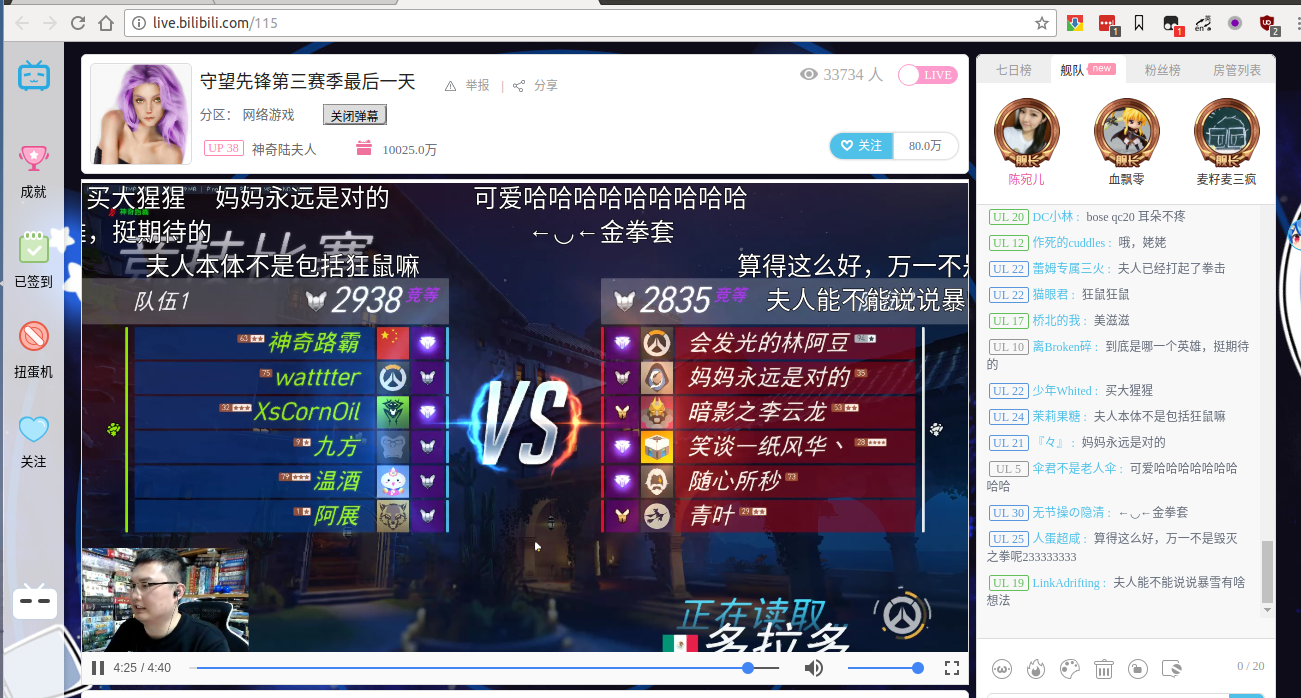 live.bilibili.com/115
1
1
en
2
守望先锋第三赛季最后一天
举报
分享
33734 人
LIVE
分区： 网络游戏
关闭弹幕
UP 38
神奇陆夫人
10025.0万
关注
80.0万
成就
已签到
扭蛋机
关注
买大猩猩
妈妈永远是对的
可爱哈哈哈哈哈哈哈哈哈
，挺期待的
←◡←金拳套
竞技比赛
夫人本体不是包括狂鼠嘛
算得这么好，万一不是
队伍1
2938
竞等
2835
竞等
夫人能不能说说暴
神奇路霸
watttter
XsCornOil
九方
温酒
阿展
VS
会发光的林阿豆
妈妈永远是对的
暗影之李云龙
笑谈一纸风华丶
随心所秒
青叶
正在读取...
多拉多
4:25 / 4:40
七日榜
舰队
new
粉丝榜
房管列表
舰长
舰长
舰长
陈宛儿
血飘零
麦籽麦三疯
UL 20 DC小林： bose qc20 耳朵不疼
UL 12 作死的cuddles： 哦，姥姥
UL 22 蕾姆专属三火： 夫人已经打起了拳击
UL 22 猫眼君： 狂鼠狂鼠
UL 17 桥北的我： 美滋滋
UL 10 离Broken碎： 到底是哪一个英雄，挺期待
的
UL 22 少年Whited： 买大猩猩
UL 24 茉莉果糖： 夫人本体不是包括狂鼠嘛
UL 21 『々』： 妈妈永远是对的
UL 5 伞君不是老人伞： 可爱哈哈哈哈哈哈哈
哈哈
UL 30 无节操の隐清： ←◡←金拳套
UL 25 人蛋超咸： 算得这么好，万一不是毁灭
之拳呢233333333
UL 19 LinkAdrifting： 夫人能不能说说暴雪有啥
想法
0 / 20